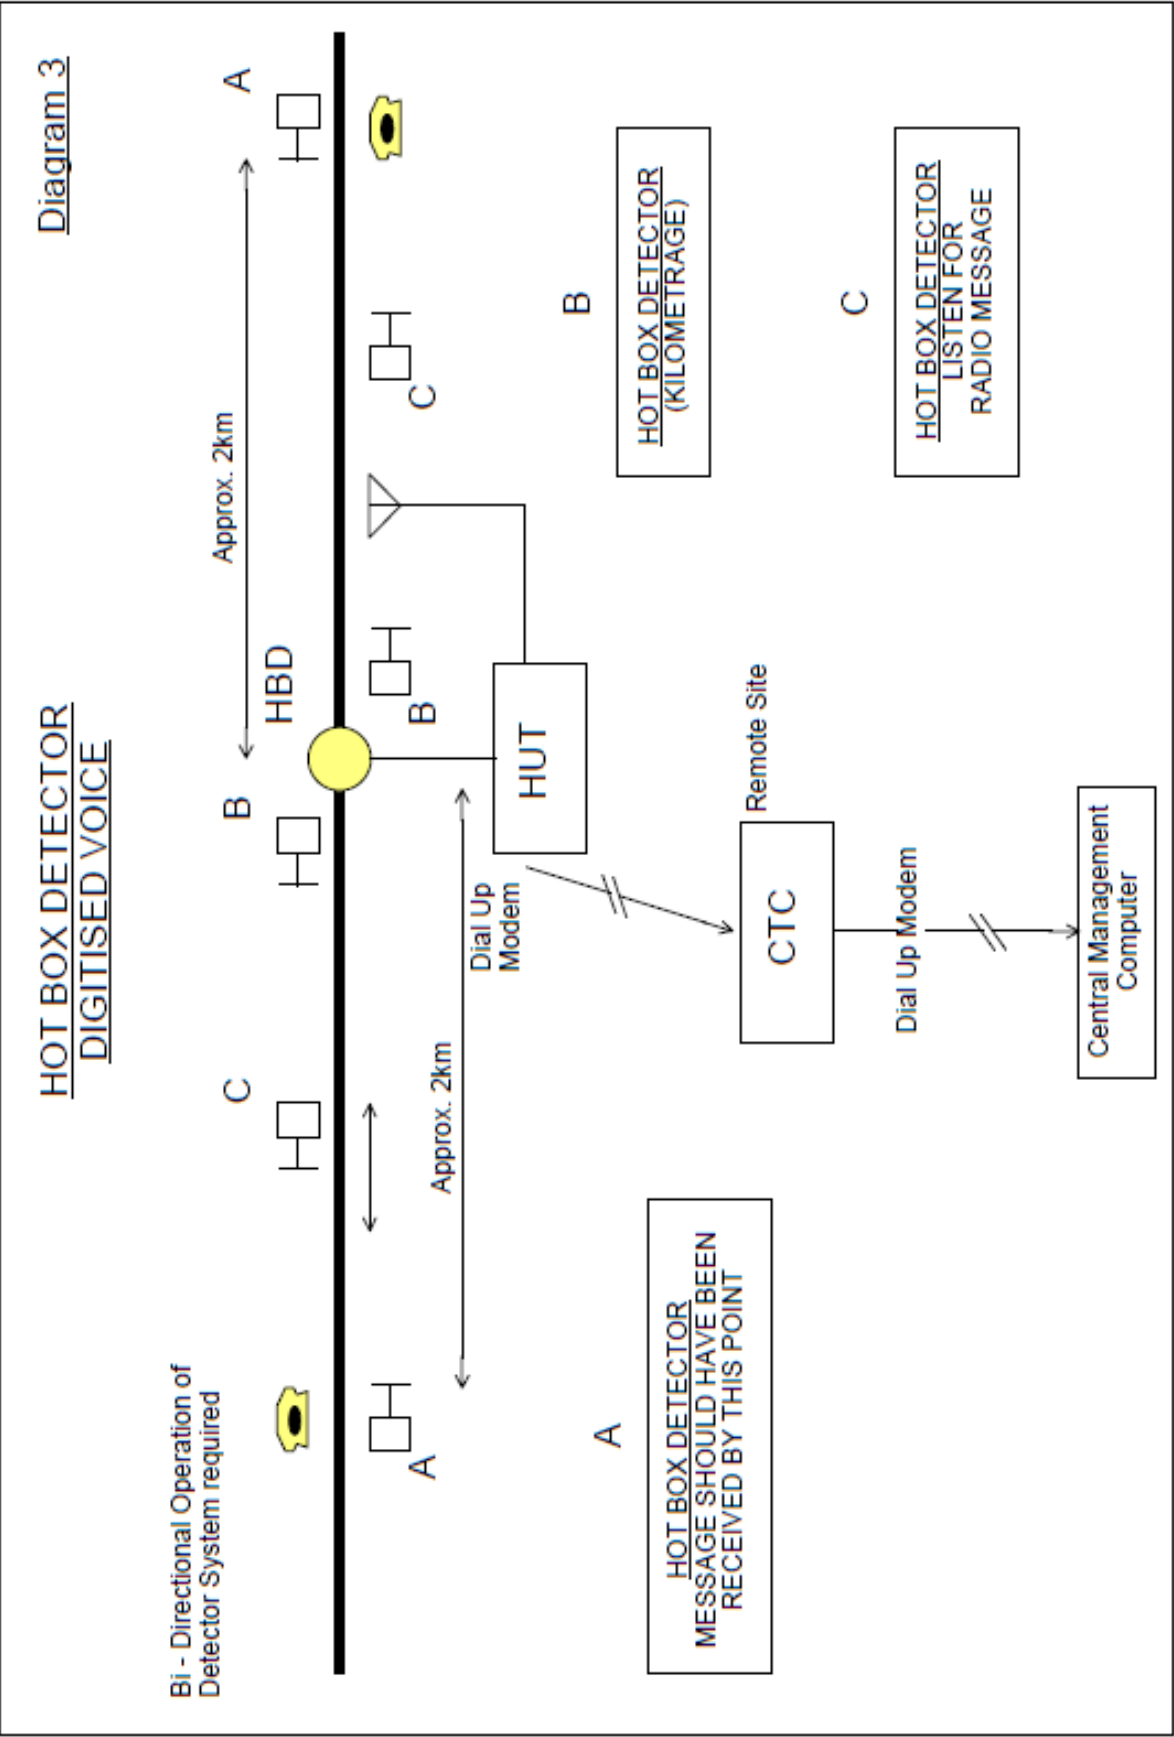 Diagram 3
HOT BOX DETECTOR
DIGITISED VOICE
Bi - Directional Operation of
Detector System required
C
B
HBD
Approx. 2km
A
A
Approx. 2km
Dial Up
Modem
B
C
HUT
Remote Site
CTC
Dial Up Modem
Central Management
Computer
A
HOT BOX DETECTOR
MESSAGE SHOULD HAVE BEEN
RECEIVED BY THIS POINT
B
HOT BOX DETECTOR
(KILOMETRAGE)
C
HOT BOX DETECTOR
LISTEN FOR
RADIO MESSAGE